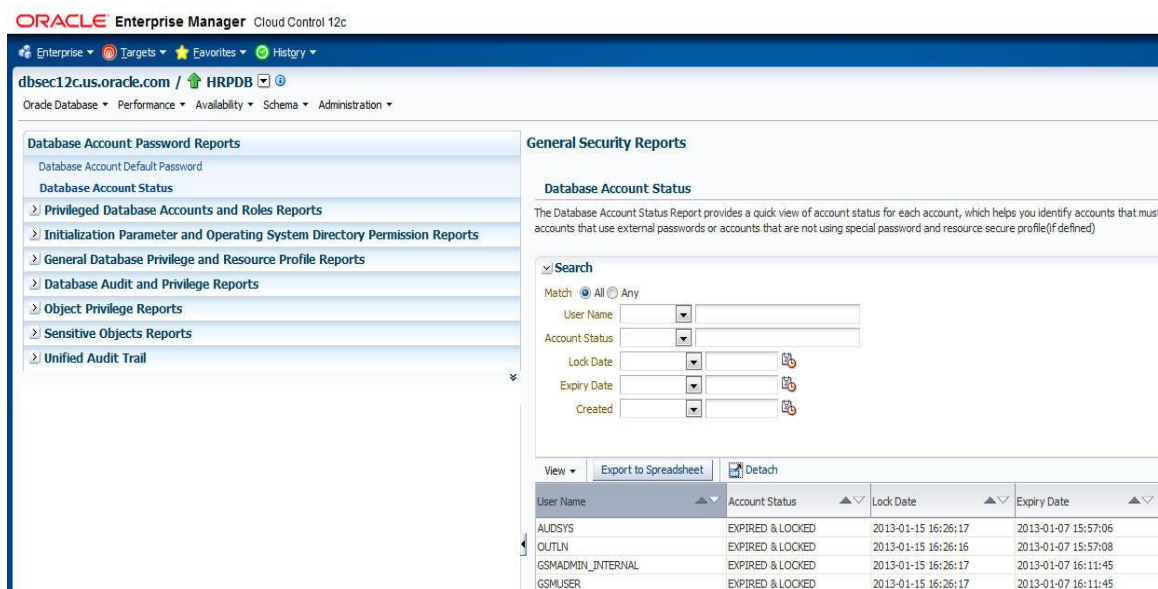 ORACLE Enterprise Manager Cloud Control 12c
Enterprise Targets Favorites History
dbsec12c.us.oracle.com / HRPDB
Oracle Database Performance Availability Schema Administration
Database Account Password Reports
Database Account Default Password
Database Account Status
Privileged Database Accounts and Roles Reports
Initialization Parameter and Operating System Directory Permission Reports
General Database Privilege and Resource Profile Reports
Database Audit and Privilege Reports
Object Privilege Reports
Sensitive Objects Reports
Unified Audit Trail
General Security Reports
Database Account Status
The Database Account Status Report provides a quick view of account status for each account, which helps you identify accounts that must
accounts that use external passwords or accounts that are not using special password and resource secure profile(if defined)
Search
Match All Any
User Name
Account Status
Lock Date
Expiry Date
Created
View Export to Spreadsheet Detach
User Name Account Status Lock Date Expiry Date
AUDSYS EXPIRED & LOCKED 2013-01-15 16:26:17 2013-01-07 15:57:06
OUTLN EXPIRED & LOCKED 2013-01-15 16:26:16 2013-01-07 15:57:08
GSMADMIN_INTERNAL EXPIRED & LOCKED 2013-01-15 16:26:17 2013-01-07 16:11:45
GSMUSER EXPIRED & LOCKED 2013-01-15 16:26:17 2013-01-07 16:11:45